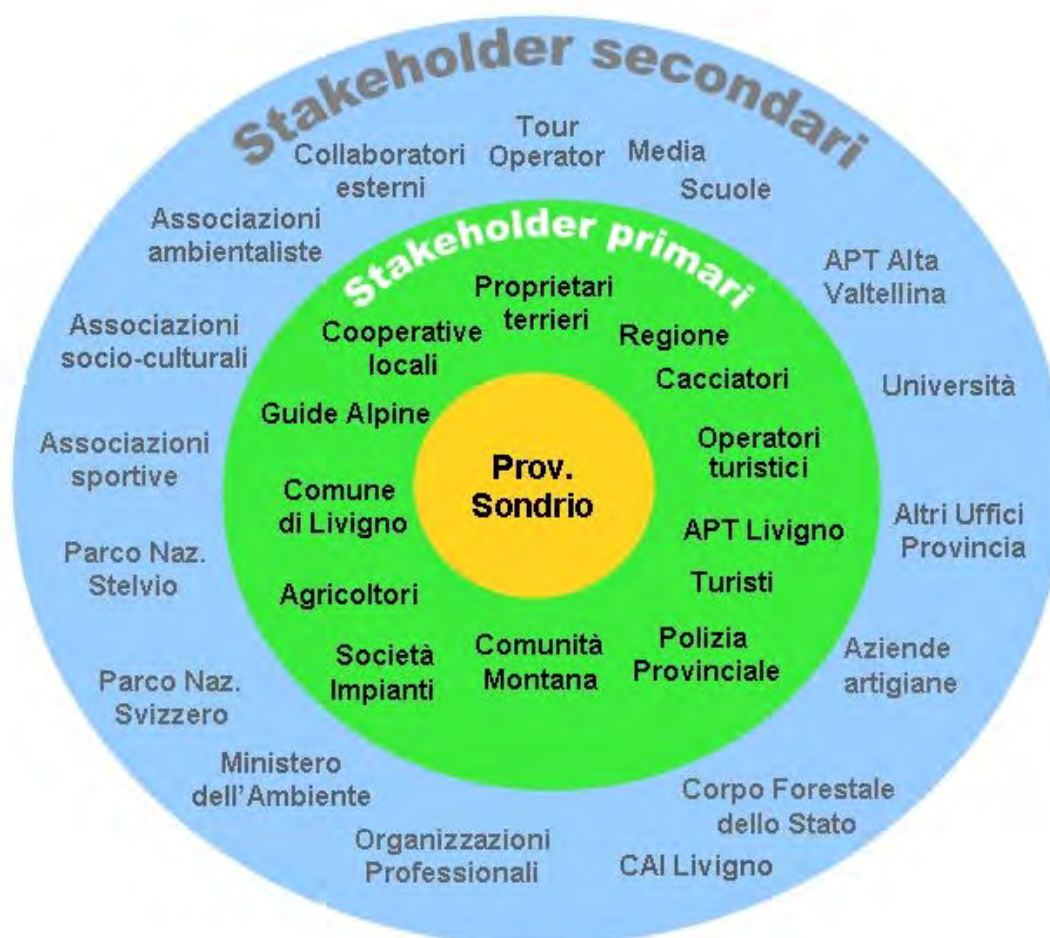 Stakeholder secondari
Tour
Operator
Media
Scuole
Collaboratori
esterni
Associazioni
ambientaliste
APT Alta
Valtellina
Associazioni
socio-culturali
Università
Associazioni
sportive
Altri Uffici
Provincia
Parco Naz.
Stelvio
Aziende
artigiane
Parco Naz.
Svizzero
Ministero
dell'Ambiente
Corpo Forestale
dello Stato
Organizzazioni
Professionali
CAI Livigno
Stakeholder primari
Proprietari
terrieri
Cooperative
locali
Regione
Cacciatori
Guide Alpine
Operatori
turistici
Comune
di Livigno
APT Livigno
Agricoltori
Turisti
Società
Impianti
Comunità
Montana
Polizia
Provinciale
Prov.
Sondrio